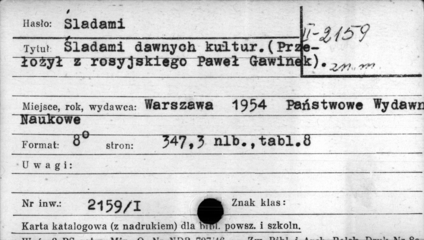 Hasło: Śladami
II-2159
Tytuł: Śladami dawnych kultur.(Prze-
łożył z rosyjskiego Paweł Gawinek).
Miejsce, rok, wydawca: Warszawa 1954 Państwowe Wydawn
Naukowe
Format: 8° stron: 347,3 nlb.,tabl.8
Uwagi:
Nr inw.: 2159/I Znak klas:
Karta katalogowa (z nadrukiem) dla bibl. powsz. i szkoln.